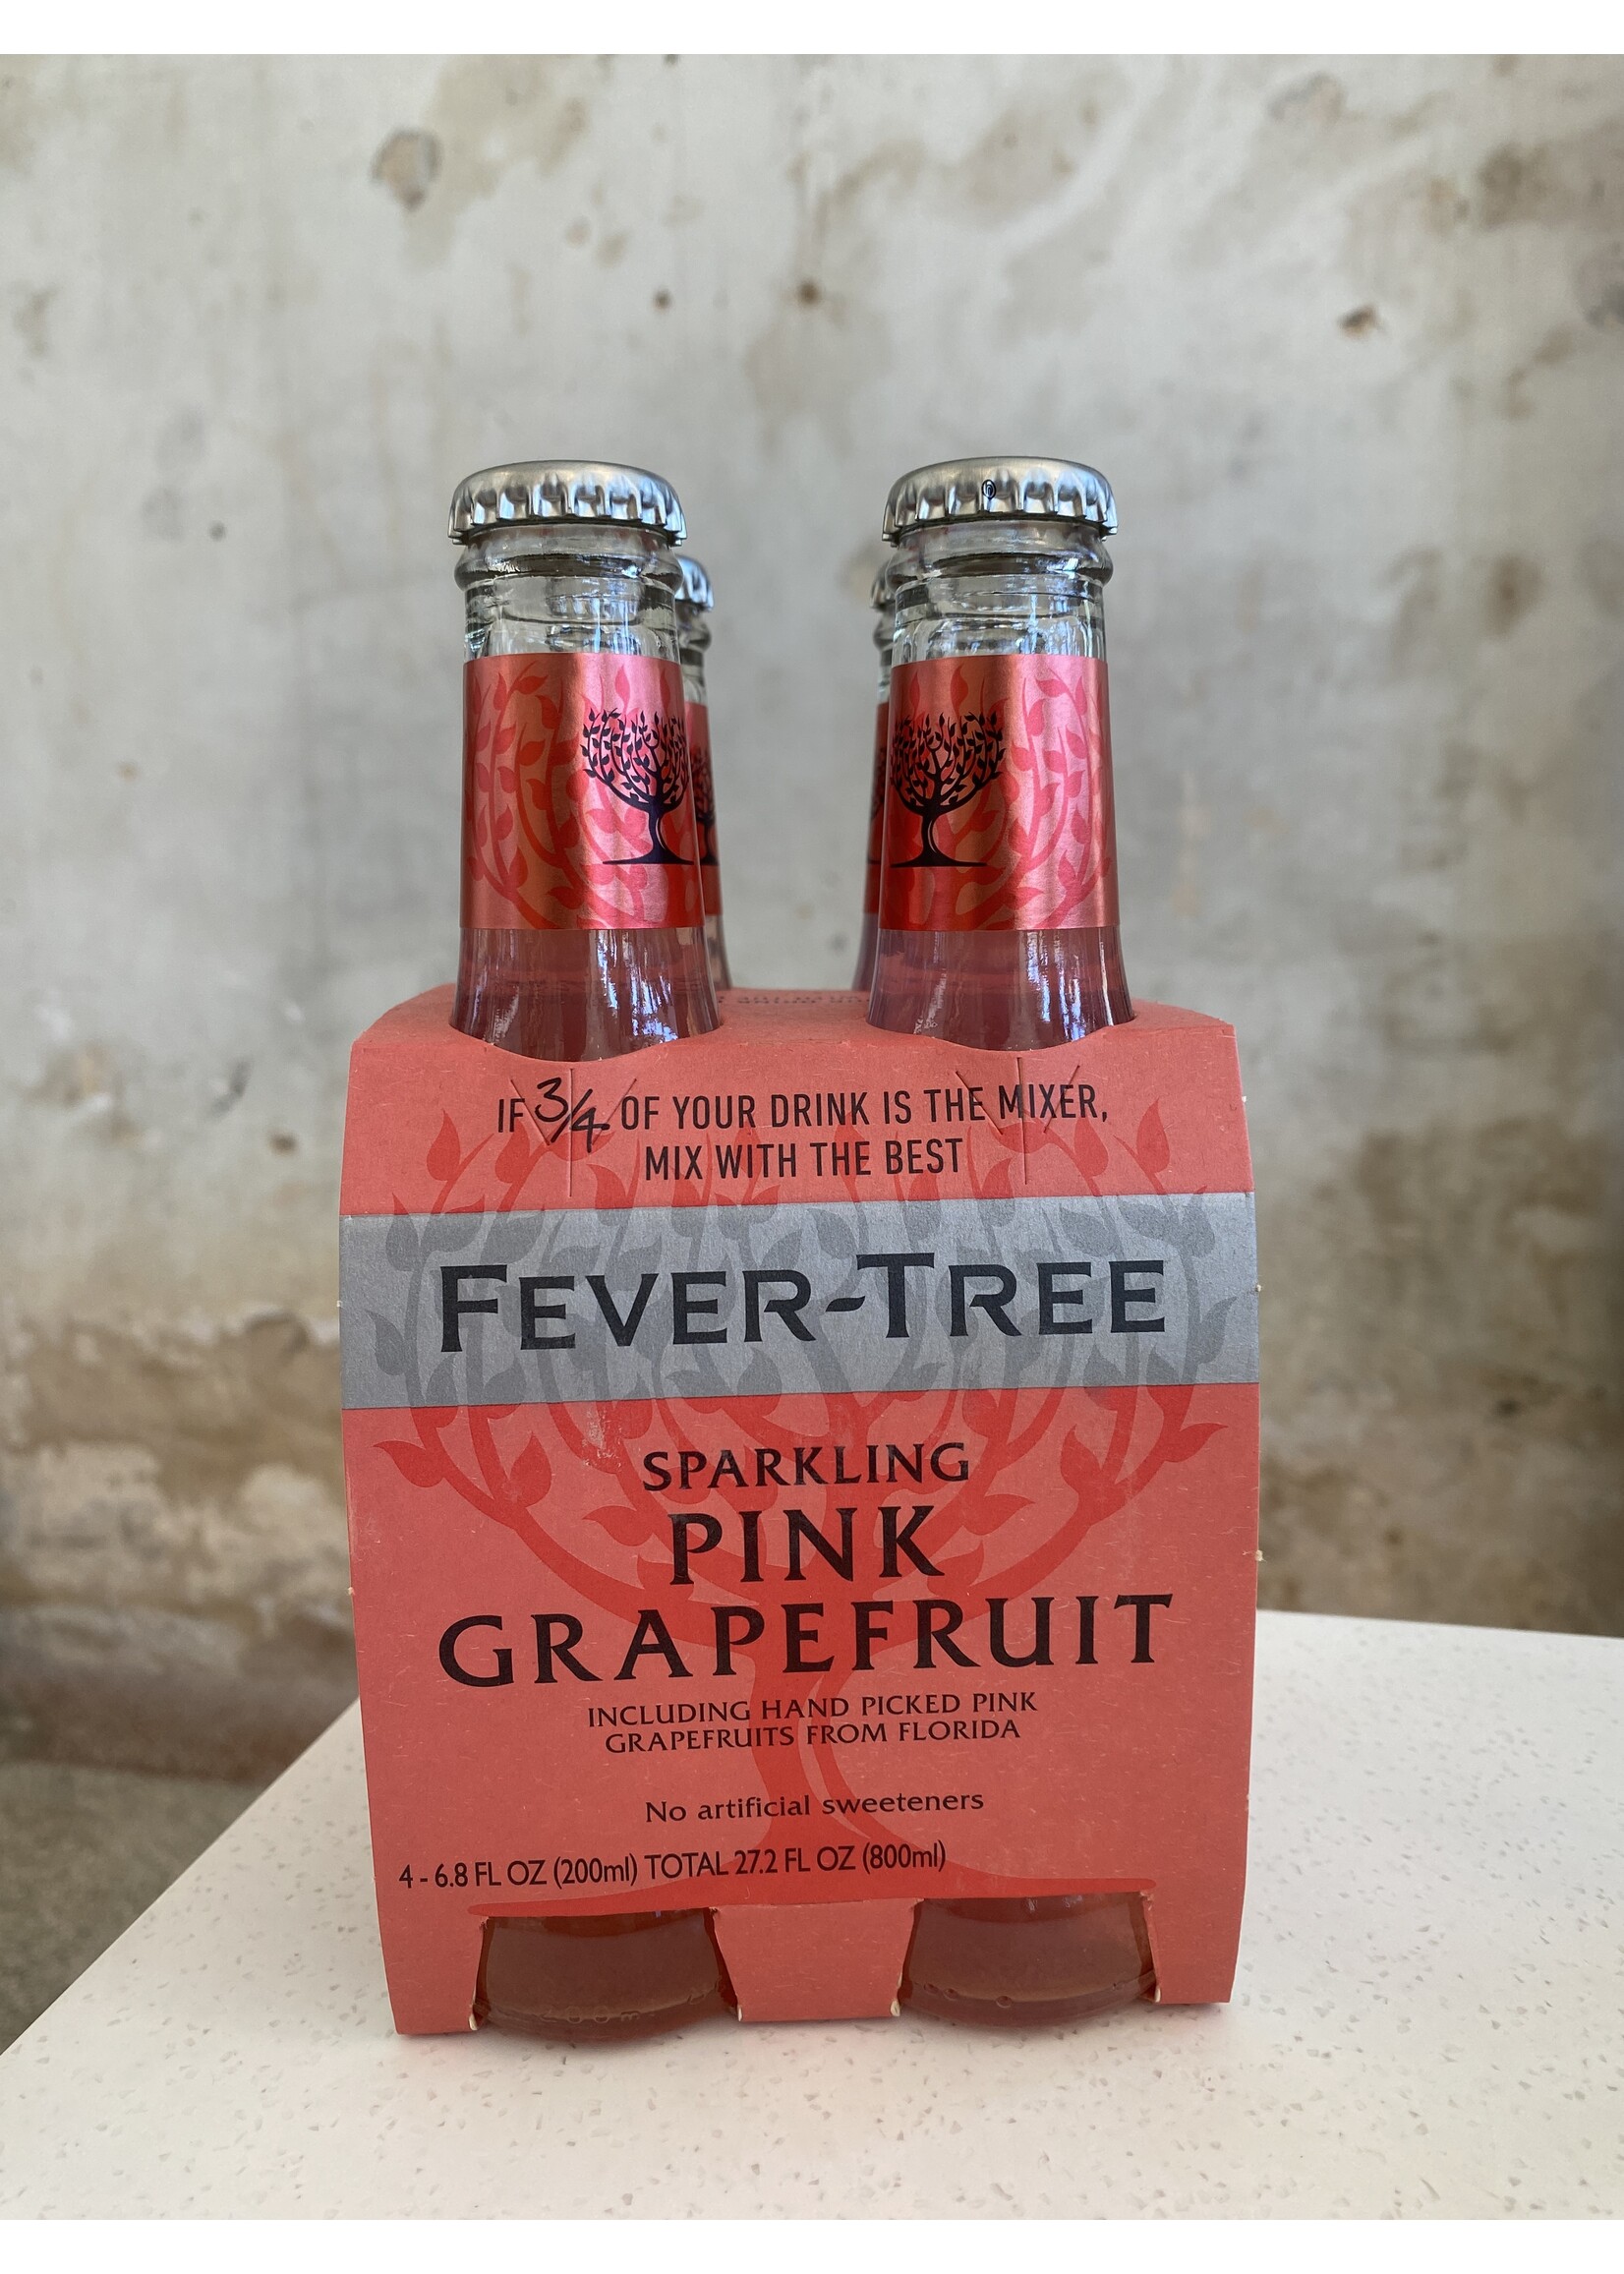 IF 3/4 OF YOUR DRINK IS THE MIXER,
MIX WITH THE BEST
FEVER-TREE
SPARKLING
PINK
GRAPEFRUIT
INCLUDING HAND PICKED PINK
GRAPEFRUITS FROM FLORIDA
No artificial sweeteners
4 - 6.8 FL OZ (200ml) TOTAL 27.2 FL OZ (800ml)